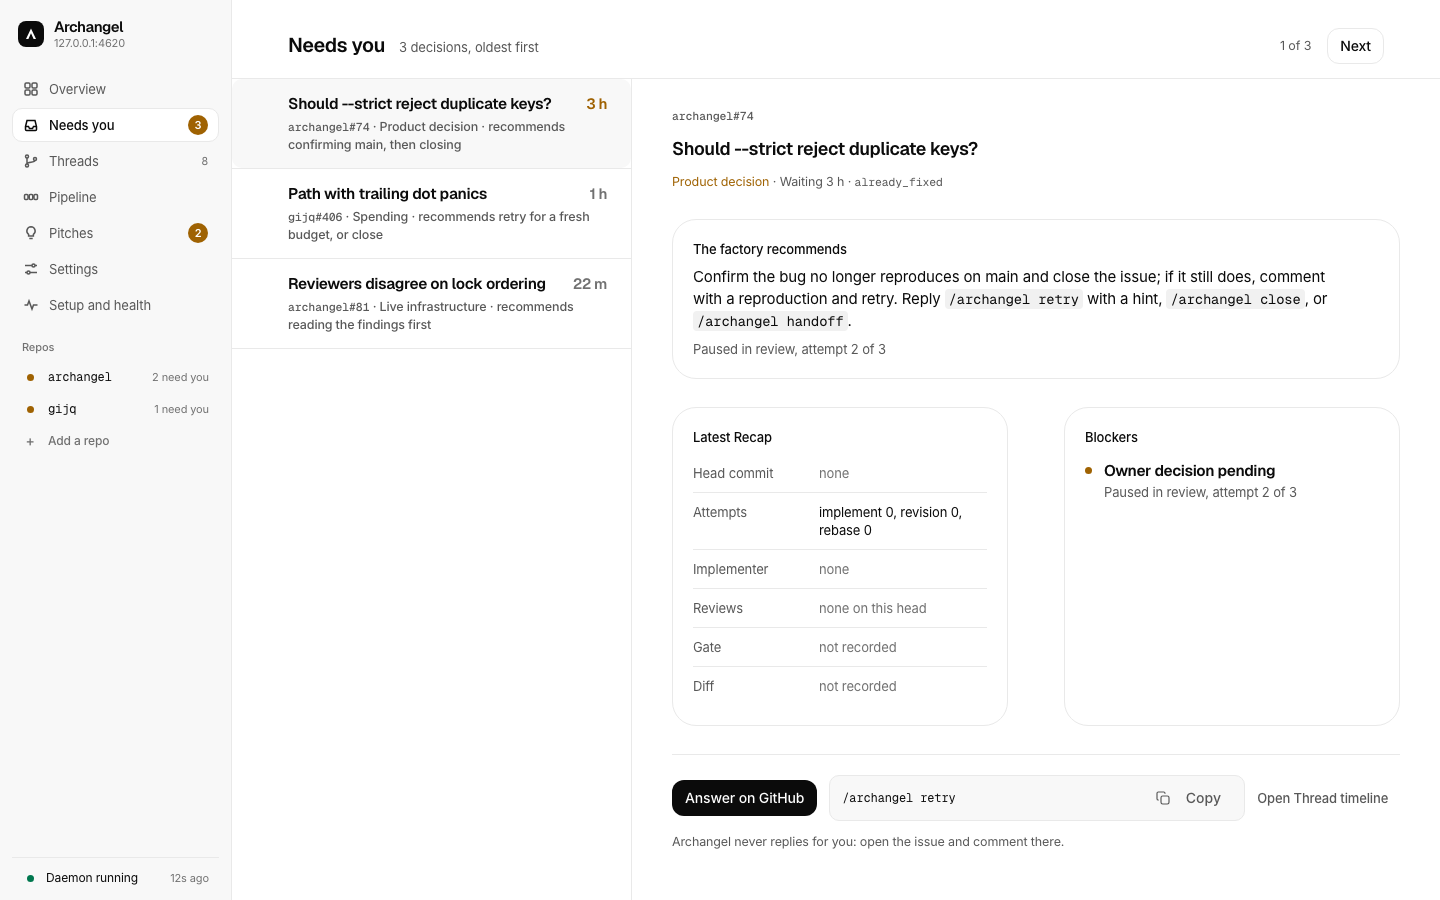 Archangel
127.0.0.1:4620
Overview
Needs you 3
Threads 8
Pipeline
Pitches 2
Settings
Setup and health
Repos
archangel 2 need you
gijq 1 need you
+ Add a repo
Daemon running 12s ago
Needs you 3 decisions, oldest first
1 of 3 Next
Should --strict reject duplicate keys? 3 h
archangel#74 · Product decision · recommends
confirming main, then closing
Path with trailing dot panics 1 h
gijq#406 · Spending · recommends retry for a fresh
budget, or close
Reviewers disagree on lock ordering 22 m
archangel#81 · Live infrastructure · recommends
reading the findings first
archangel#74
Should --strict reject duplicate keys?
Product decision · Waiting 3 h · already_fixed
The factory recommends
Confirm the bug no longer reproduces on main and close the issue; if it still does, comment
with a reproduction and retry. Reply /archangel retry with a hint, /archangel close, or
/archangel handoff.
Paused in review, attempt 2 of 3
Latest Recap
Head commit none
Attempts implement 0, revision 0,
rebase 0
Implementer none
Reviews none on this head
Gate not recorded
Diff not recorded
Blockers
Owner decision pending
Paused in review, attempt 2 of 3
Answer on GitHub /archangel retry Copy Open Thread timeline
Archangel never replies for you: open the issue and comment there.